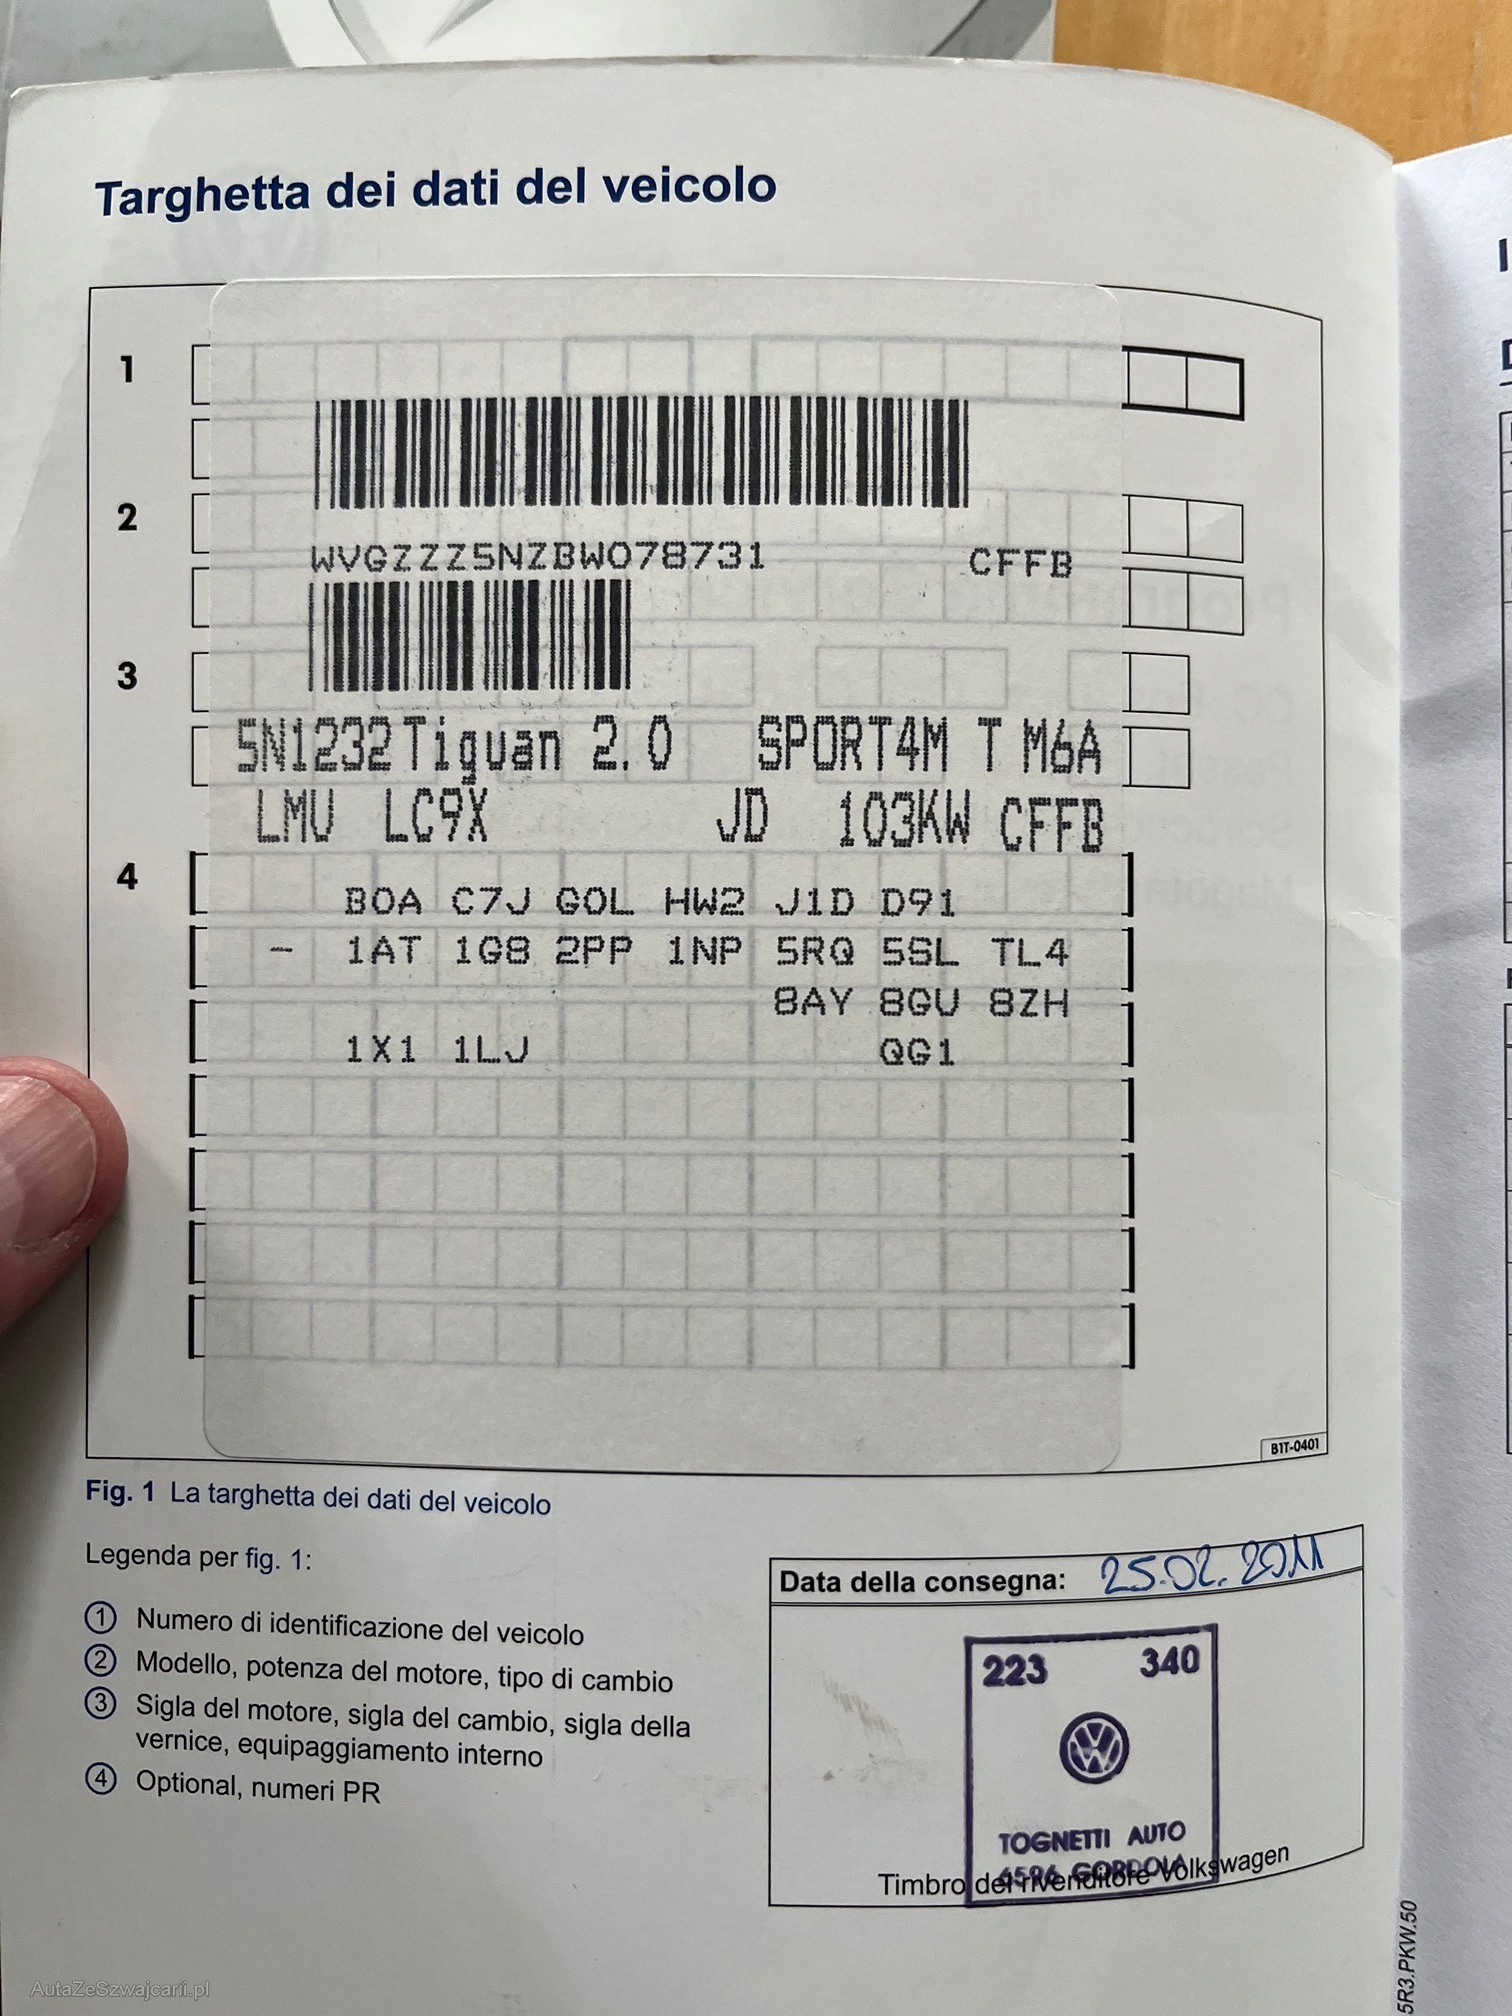 Targhetta dei dati del veicolo
1
2
WVGZZZ5NZBW078731 CFFB
3
5N1232 Tiguan 2.0 SPORT4M T M6A
LMU LC9X JD 103KW CFFB
4
B0A C7J G0L HW2 J1D D91
- 1AT 1G8 2PP 1NP 5RQ 5SL TL4
8AY 8GU 8ZH
1X1 1LJ QG1
B1T-0401
Fig. 1 La targhetta dei dati del veicolo
Legenda per fig. 1:
1 Numero di identificazione del veicolo
2 Modello, potenza del motore, tipo di cambio
3 Sigla del motore, sigla del cambio, sigla della
vernice, equipaggiamento interno
4 Optional, numeri PR
Data della consegna: 25.02.2011
223 340
TOGNETTI AUTO
6596 GORDOLA
Timbro del rivenditore Volkswagen
5R3.PKW.50
AutaZeSzwajcarii.pl